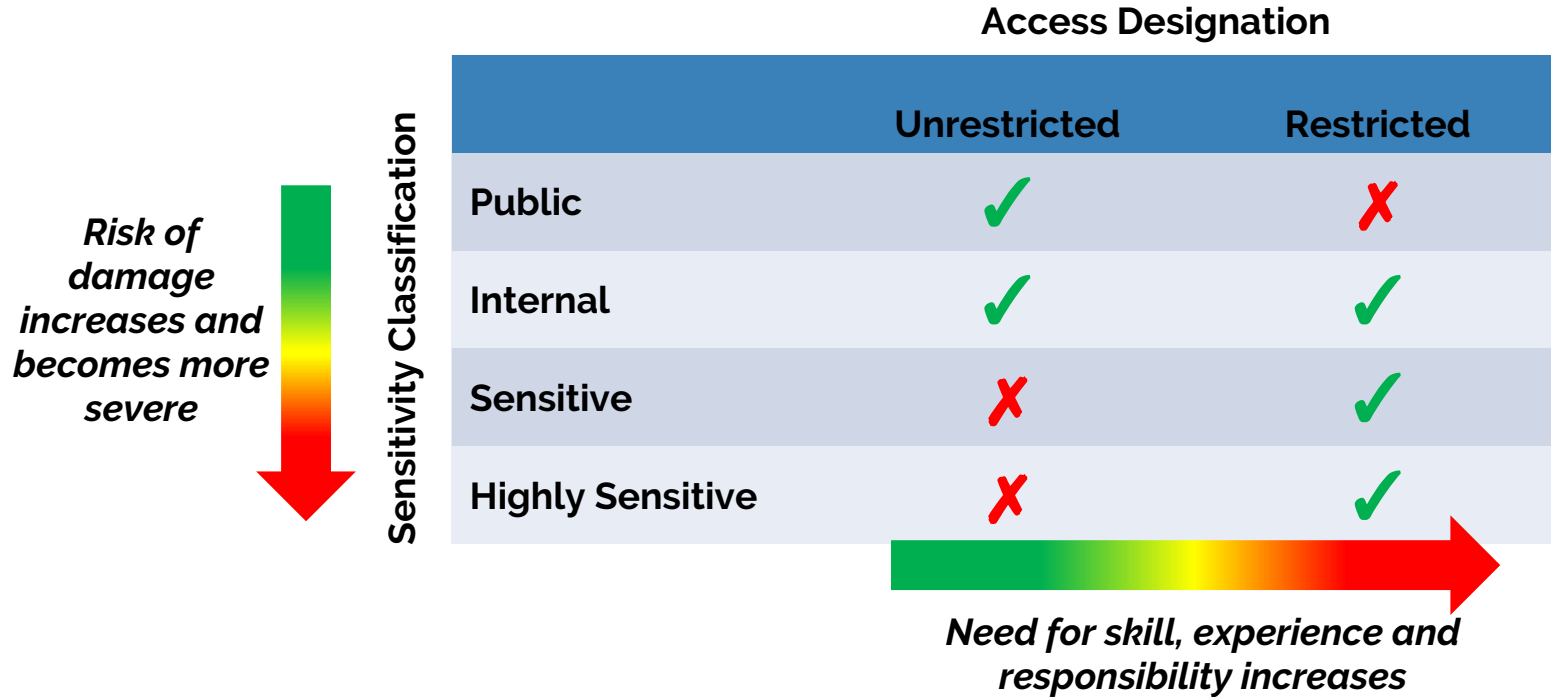 Access Designation
Unrestricted Restricted
Sensitivity Classification
Public ✓ ✗
Internal ✓ ✓
Sensitive ✗ ✓
Highly Sensitive ✗ ✓
Risk of
damage
increases and
becomes more
severe
Need for skill, experience and
responsibility increases